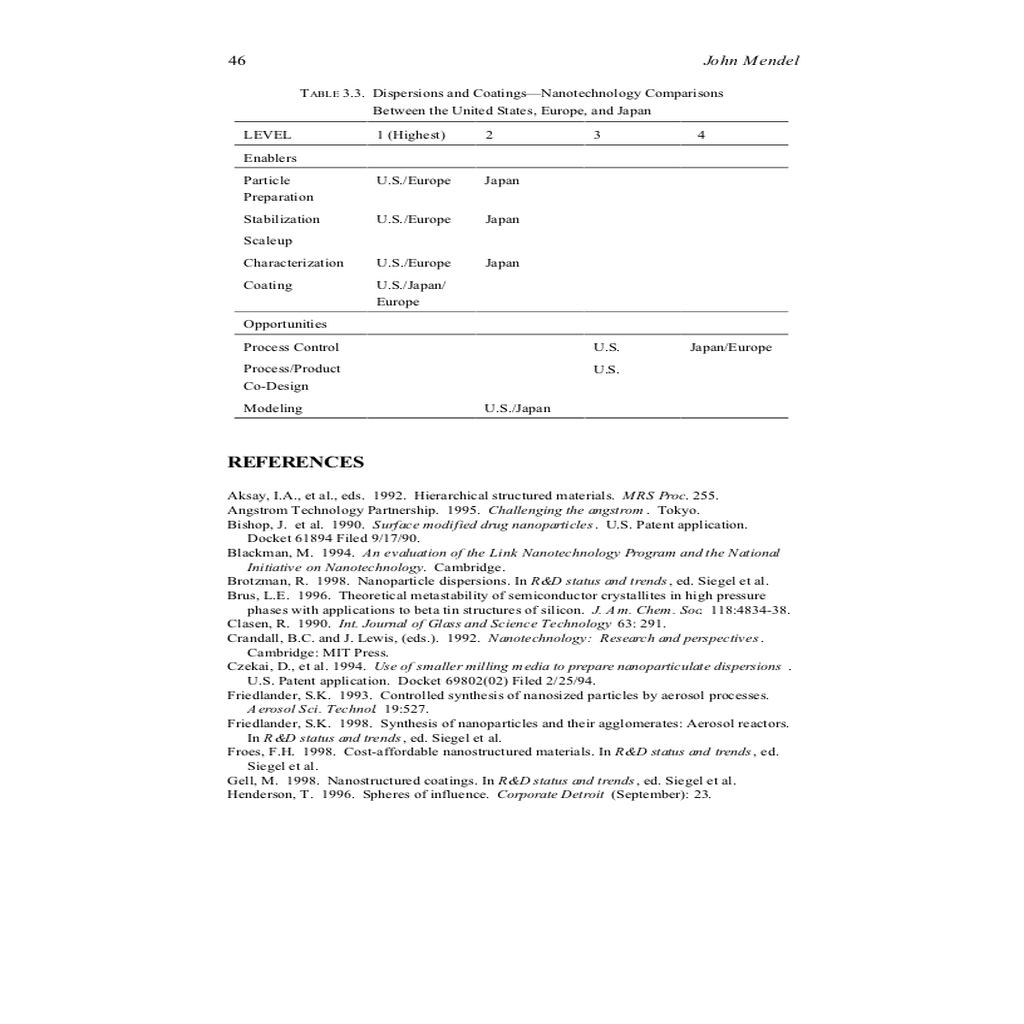 46 John Mendel
TABLE 3.3. Dispersions and Coatings—Nanotechnology Comparisons
Between the United States, Europe, and Japan
LEVEL 1 (Highest) 2 3 4
Enablers
Particle U.S./Europe Japan
Preparation
Stabilization U.S./Europe Japan
Scaleup
Characterization U.S./Europe Japan
Coating U.S./Japan/
Europe
Opportunities
Process Control U.S. Japan/Europe
Process/Product U.S.
Co-Design
Modeling U.S./Japan
REFERENCES
Aksay, I.A., et al., eds. 1992. Hierarchical structured materials. MRS Proc. 255.
Angstrom Technology Partnership. 1995. Challenging the angstrom. Tokyo.
Bishop, J. et al. 1990. Surface modified drug nanoparticles. U.S. Patent application.
Docket 61894 Filed 9/17/90.
Blackman, M. 1994. An evaluation of the Link Nanotechnology Program and the National
Initiative on Nanotechnology. Cambridge.
Brotzman, R. 1998. Nanoparticle dispersions. In R&D status and trends, ed. Siegel et al.
Brus, L.E. 1996. Theoretical metastability of semiconductor crystallites in high pressure
phases with applications to beta tin structures of silicon. J. Am. Chem. Soc. 118:4834-38.
Clasen, R. 1990. Int. Journal of Glass and Science Technology 63: 291.
Crandall, B.C. and J. Lewis, (eds.). 1992. Nanotechnology: Research and perspectives.
Cambridge: MIT Press.
Czekai, D., et al. 1994. Use of smaller milling media to prepare nanoparticulate dispersions .
U.S. Patent application. Docket 69802(02) Filed 2/25/94.
Friedlander, S.K. 1993. Controlled synthesis of nanosized particles by aerosol processes.
Aerosol Sci. Technol. 19:527.
Friedlander, S.K. 1998. Synthesis of nanoparticles and their agglomerates: Aerosol reactors.
In R&D status and trends, ed. Siegel et al.
Froes, F.H. 1998. Cost-affordable nanostructured materials. In R&D status and trends, ed.
Siegel et al.
Gell, M. 1998. Nanostructured coatings. In R&D status and trends, ed. Siegel et al.
Henderson, T. 1996. Spheres of influence. Corporate Detroit (September): 23.